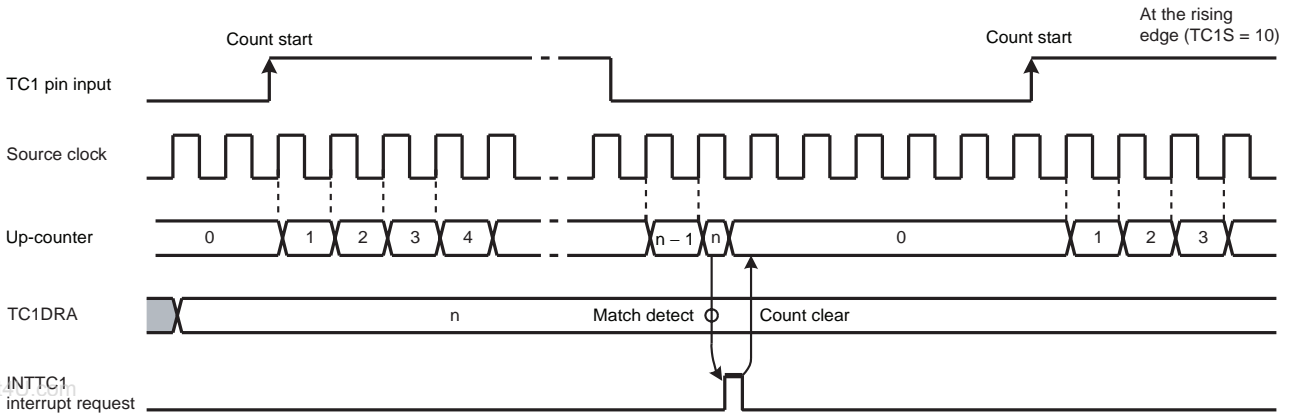 At the rising
edge (TC1S = 10)
Count start
Count start
TC1 pin input
Source clock
Up-counter
0
1
2
3
4
n – 1
n
0
1
2
3
TC1DRA
n
Match detect
Count clear
INTTC1
interrupt request